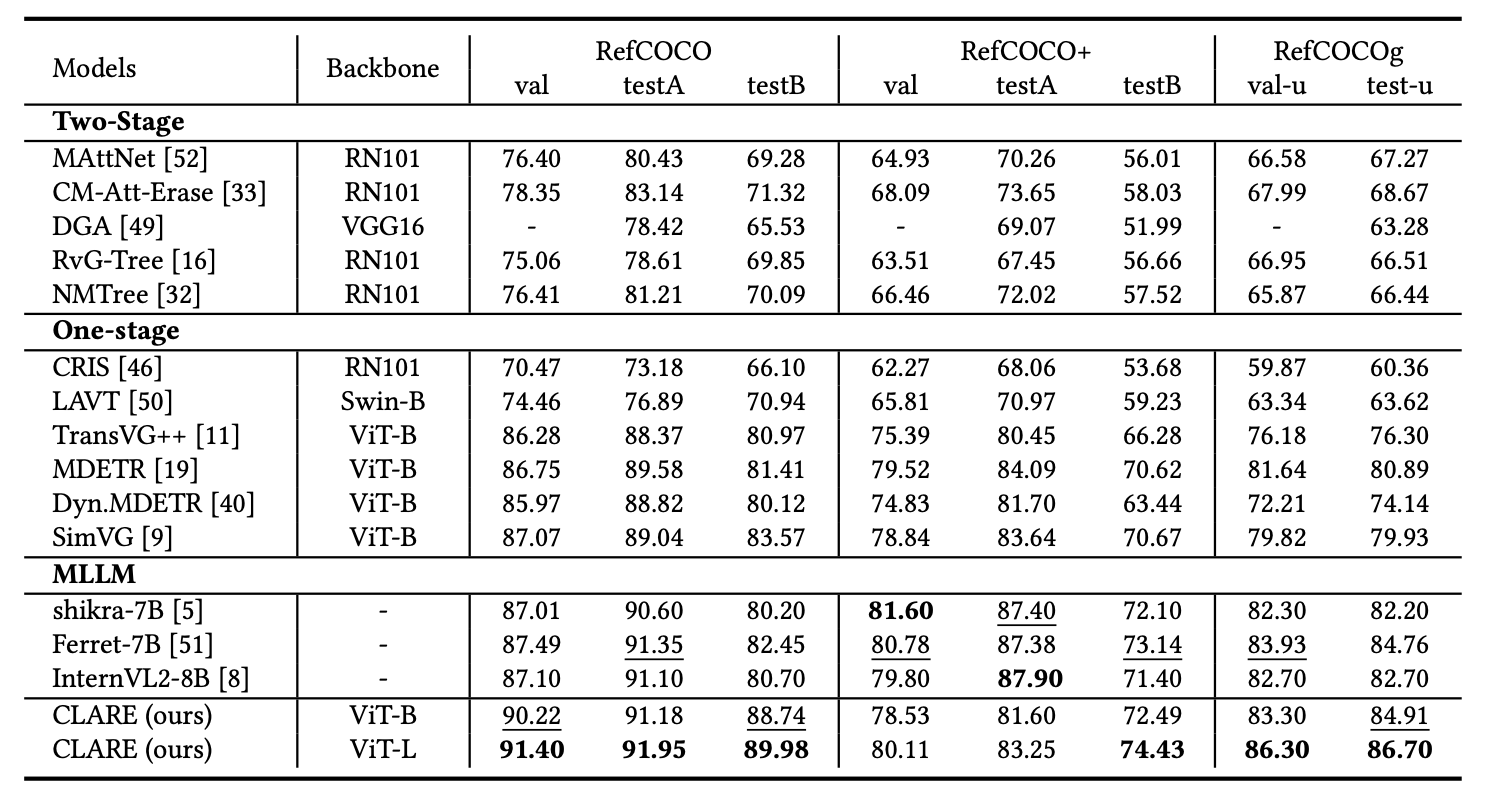 Models Backbone RefCOCO RefCOCO+ RefCOCOg
val testA testB val testA testB val-u test-u
Two-Stage
MAttNet [52] RN101 76.40 80.43 69.28 64.93 70.26 56.01 66.58 67.27
CM-Att-Erase [33] RN101 78.35 83.14 71.32 68.09 73.65 58.03 67.99 68.67
DGA [49] VGG16 - 78.42 65.53 - 69.07 51.99 - 63.28
RvG-Tree [16] RN101 75.06 78.61 69.85 63.51 67.45 56.66 66.95 66.51
NMTree [32] RN101 76.41 81.21 70.09 66.46 72.02 57.52 65.87 66.44
One-stage
CRIS [46] RN101 70.47 73.18 66.10 62.27 68.06 53.68 59.87 60.36
LAVT [50] Swin-B 74.46 76.89 70.94 65.81 70.97 59.23 63.34 63.62
TransVG++ [11] ViT-B 86.28 88.37 80.97 75.39 80.45 66.28 76.18 76.30
MDETR [19] ViT-B 86.75 89.58 81.41 79.52 84.09 70.62 81.64 80.89
Dyn.MDETR [40] ViT-B 85.97 88.82 80.12 74.83 81.70 63.44 72.21 74.14
SimVG [9] ViT-B 87.07 89.04 83.57 78.84 83.64 70.67 79.82 79.93
MLLM
shikra-7B [5] - 87.01 90.60 80.20 81.60 87.40 72.10 82.30 82.20
Ferret-7B [51] - 87.49 91.35 82.45 80.78 87.38 73.14 83.93 84.76
InternVL2-8B [8] - 87.10 91.10 80.70 79.80 87.90 71.40 82.70 82.70
CLARE (ours) ViT-B 90.22 91.18 88.74 78.53 81.60 72.49 83.30 84.91
CLARE (ours) ViT-L 91.40 91.95 89.98 80.11 83.25 74.43 86.30 86.70